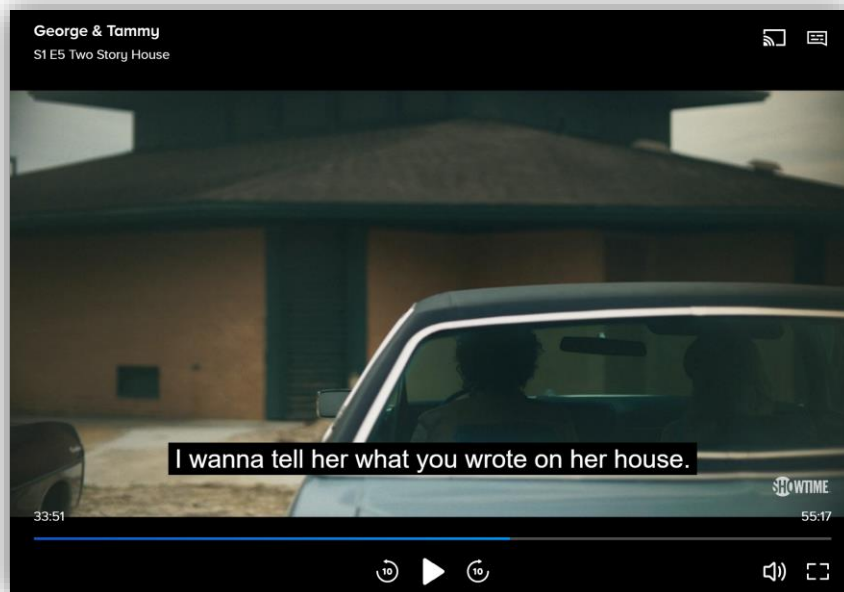 George & Tammy
S1 E5 Two Story House
I wanna tell her what you wrote on her house.
SHOWTIME
33:51
55:17
10
10